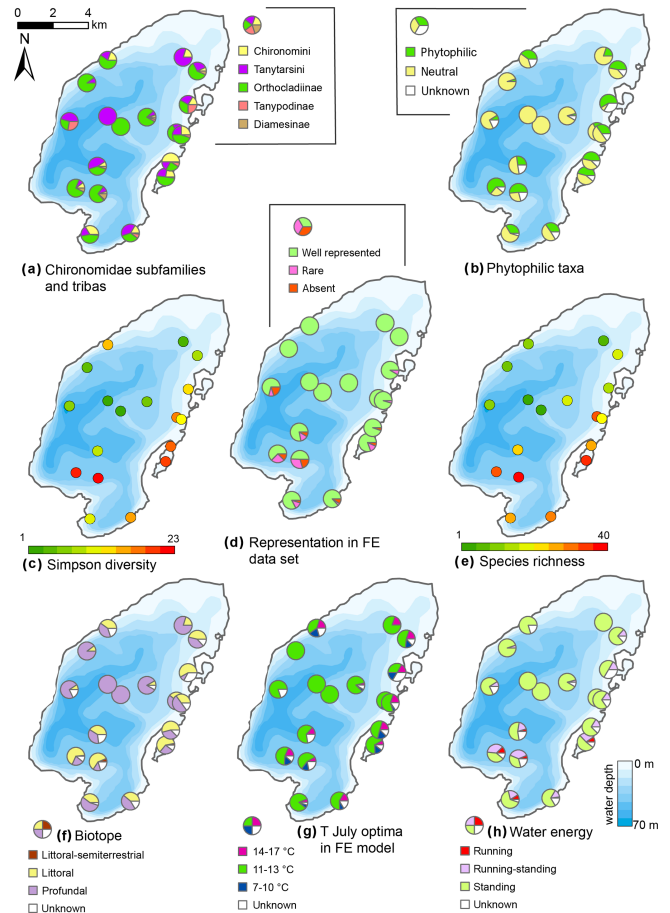 0 2 4
km
N
(a) Chironomidae subfamilies
and tribas
Chironomini
Tanytarsini
Orthocladiinae
Tanypodinae
Diamesinae
Phytophilic
Neutral
Unknown
(b) Phytophilic taxa
Well represented
Rare
Absent
1 23
(c) Simpson diversity
(d) Representation in FE
data set
1 40
(e) Species richness
(f) Biotope
Littoral-semiterrestrial
Littoral
Profundal
Unknown
(g) T July optima
in FE model
14-17 °C
11-13 °C
7-10 °C
Unknown
(h) Water energy
Running
Running-standing
Standing
Unknown
0 m
water depth
70 m